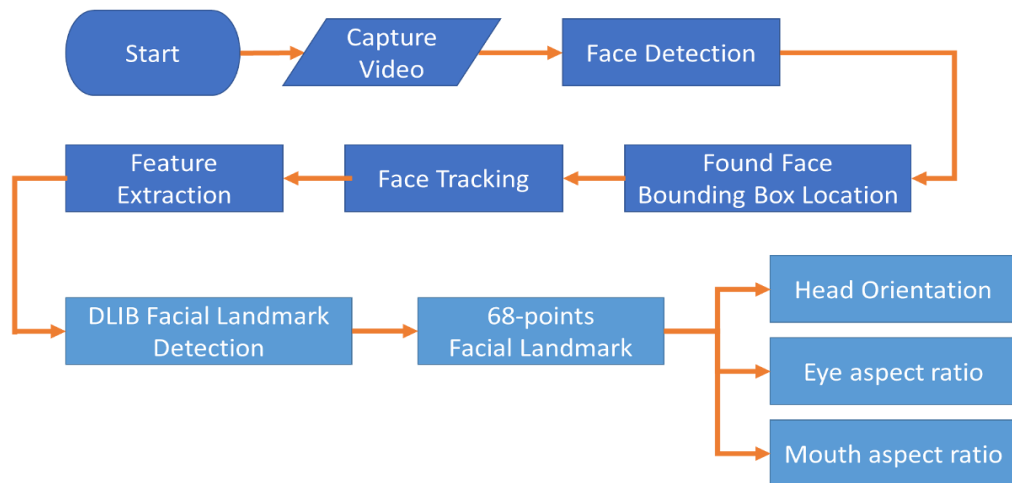 Start
Capture
Video
Face Detection
Found Face
Bounding Box Location
Face Tracking
Feature
Extraction
DLIB Facial Landmark
Detection
68-points
Facial Landmark
Head Orientation
Eye aspect ratio
Mouth aspect ratio